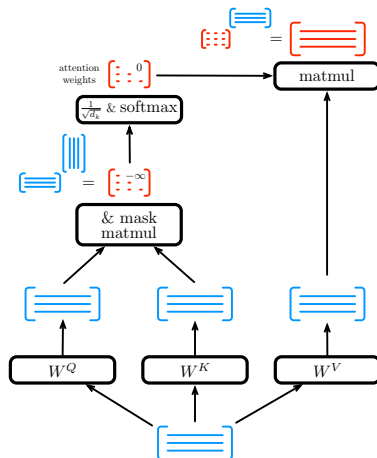 =
attention
weights
0
matmul
1/√d_k & softmax
=
−∞
& mask
matmul
W^Q
W^K
W^V